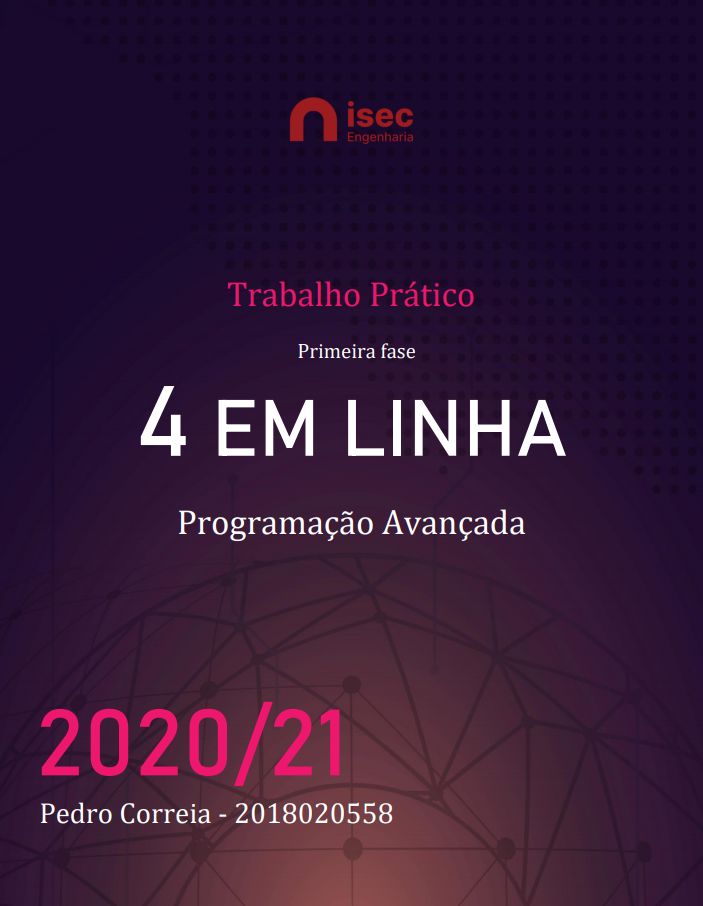 isec
Engenharia
Trabalho Prático
Primeira fase
4 EM LINHA
Programação Avançada
2020/21
Pedro Correia - 2018020558